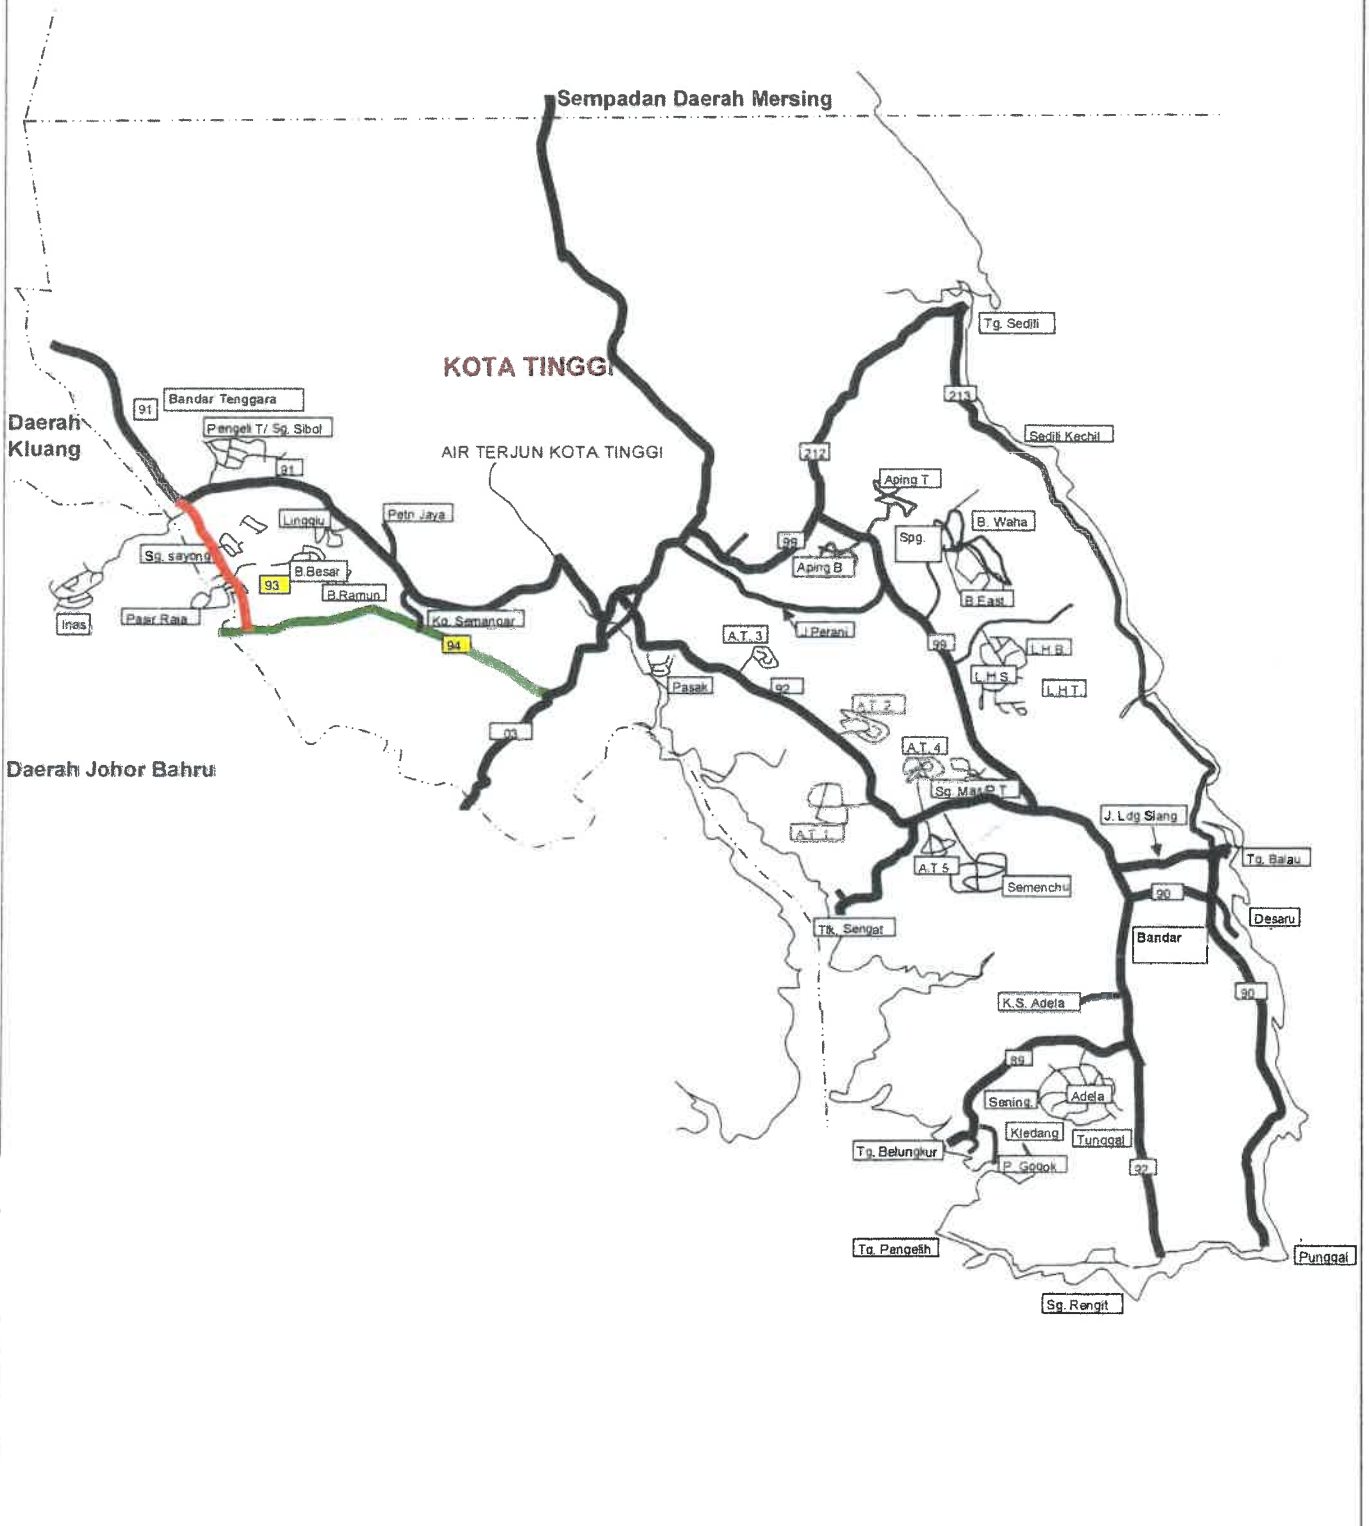 Sempadan Daerah Mersing
Tg. Sedili
KOTA TINGGI
213
91
Bandar Tenggara
Daerah
Kluang
Pengeli T/ Sg. Sibol
Sedili Kechil
AIR TERJUN KOTA TINGGI
212
91
Aping T
Petri Jaya
Linggiu
B. Waha
Spg.
99
Sg. sayong
Aping B
B.Besar
93
B.Ramun
B.East
Pasir Raja
Inas
Kg. Semangar
J.Perani
A.T. 3
94
99
L.H.B.
L.H.S.
L.H.T.
Pasak
92
A.T. 2
03
A.T. 4
Daerah Johor Bahru
Sg. Mas P.T
J. Ldg Siang
A.T. 1
Tg. Balau
A.T 5
Semenchu
90
Desaru
Tlk. Sengat
Bandar
90
K.S. Adela
89
Adela
Sening.
Kledang
Tunggal
Tg. Belungkur
P. Gogok
92
Tg. Pengelih
Punggai
Sg. Rengit